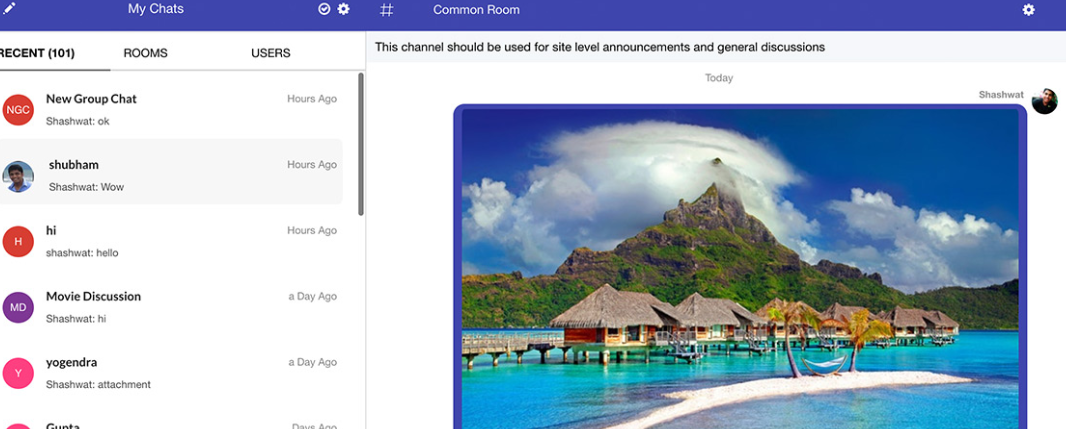 My Chats
RECENT (101) ROOMS USERS
NGC
New Group Chat
Hours Ago
Shashwat: ok
shubham
Hours Ago
Shashwat: Wow
H
hi
Hours Ago
shashwat: hello
MD
Movie Discussion
a Day Ago
Shashwat: hi
Y
yogendra
a Day Ago
Shashwat: attachment
Gupta
Days Ago
# Common Room
This channel should be used for site level announcements and general discussions
Today
Shashwat